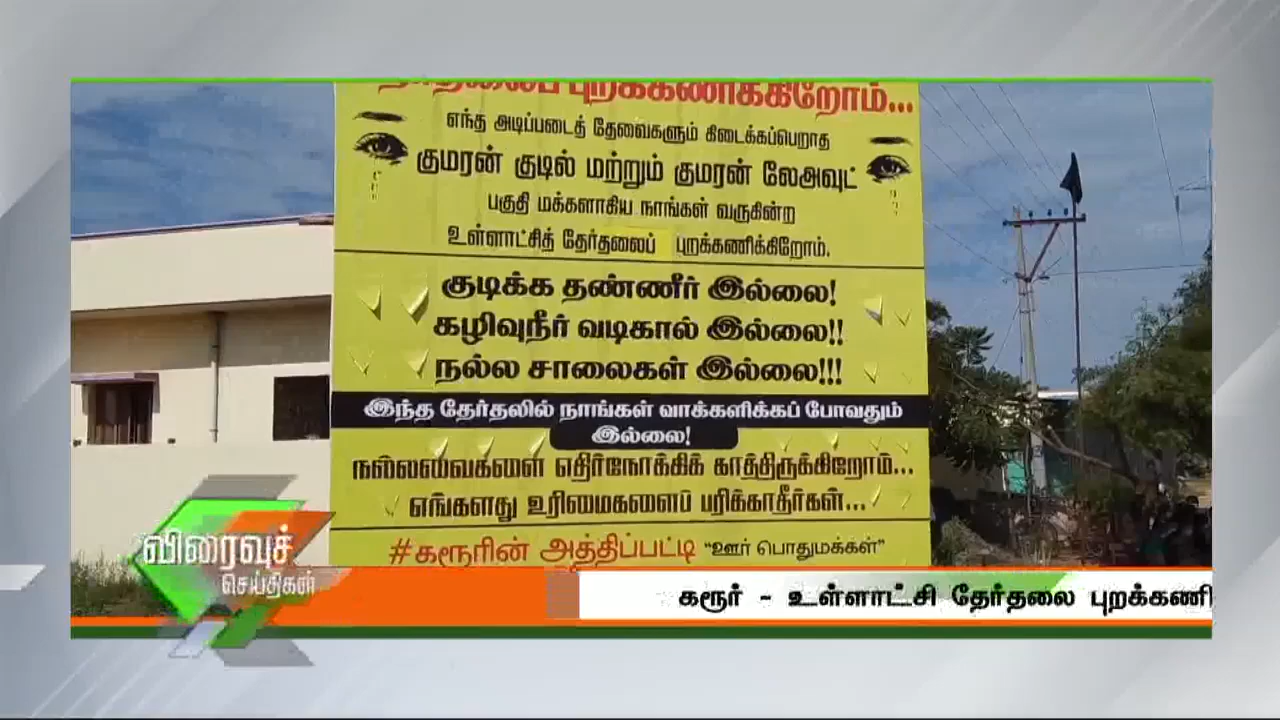 புறக்கணிக்கிறோம்...
எந்த அடிப்படைத் தேவைகளும் கிடைக்கப்பெறாத
குமரன் குடில் மற்றும் குமரன் லேஅவுட்
பகுதி மக்களாகிய நாங்கள் வருகின்ற
உள்ளாட்சித் தேர்தலைப் புறக்கணிக்கிறோம்.
குடிக்க தண்ணீர் இல்லை!
கழிவுநீர் வடிகால் இல்லை!!
நல்ல சாலைகள் இல்லை!!!
இந்த தேர்தலில் நாங்கள் வாக்களிக்கப் போவதும்
இல்லை!
நல்லவைகளை எதிர்நோக்கிக் காத்திருக்கிறோம்...
எங்களது உரிமைகளைப் பறிக்காதீர்கள்...
#கரூரின் அத்திப்பட்டி "ஊர் பொதுமக்கள்"
விரைவுச்
செய்திகள்
கரூர் - உள்ளாட்சி தேர்தலை புறக்கணி